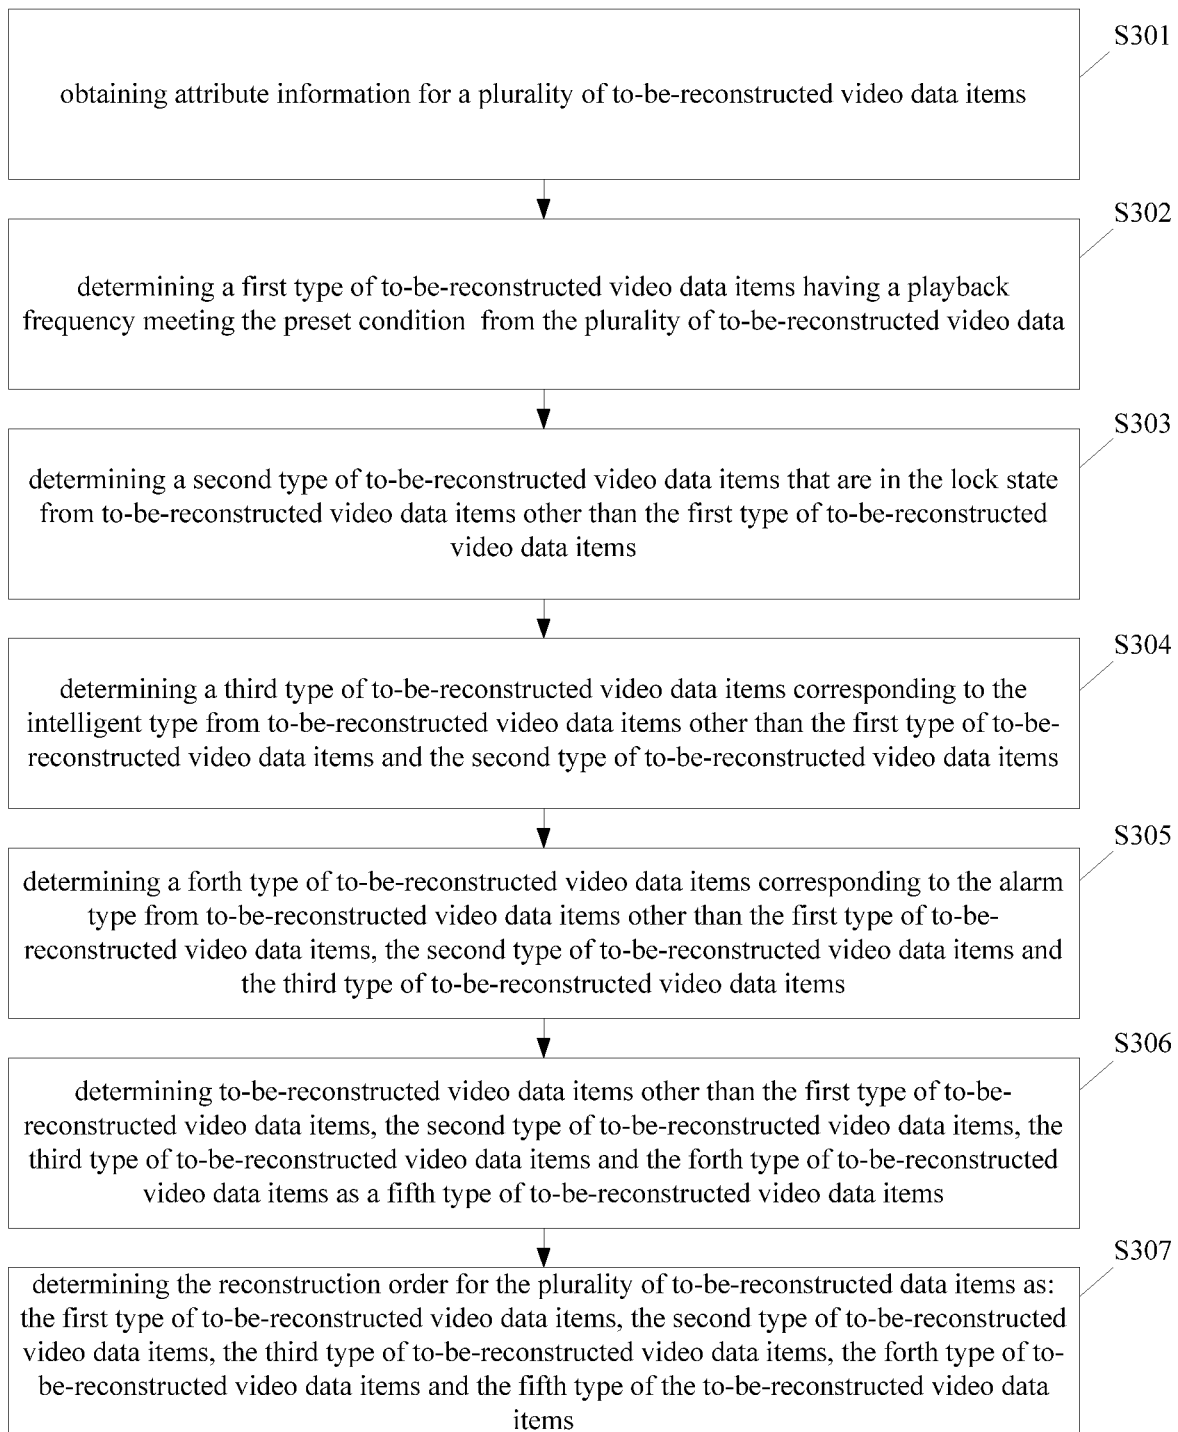 S301
obtaining attribute information for a plurality of to-be-reconstructed video data items
S302
determining a first type of to-be-reconstructed video data items having a playback
frequency meeting the preset condition from the plurality of to-be-reconstructed video data
S303
determining a second type of to-be-reconstructed video data items that are in the lock state
from to-be-reconstructed video data items other than the first type of to-be-reconstructed
video data items
S304
determining a third type of to-be-reconstructed video data items corresponding to the
intelligent type from to-be-reconstructed video data items other than the first type of to-be-
reconstructed video data items and the second type of to-be-reconstructed video data items
S305
determining a forth type of to-be-reconstructed video data items corresponding to the alarm
type from to-be-reconstructed video data items other than the first type of to-be-
reconstructed video data items, the second type of to-be-reconstructed video data items and
the third type of to-be-reconstructed video data items
S306
determining to-be-reconstructed video data items other than the first type of to-be-
reconstructed video data items, the second type of to-be-reconstructed video data items, the
third type of to-be-reconstructed video data items and the forth type of to-be-reconstructed
video data items as a fifth type of to-be-reconstructed video data items
S307
determining the reconstruction order for the plurality of to-be-reconstructed data items as:
the first type of to-be-reconstructed video data items, the second type of to-be-reconstructed
video data items, the third type of to-be-reconstructed video data items, the forth type of to-
be-reconstructed video data items and the fifth type of the to-be-reconstructed video data
items